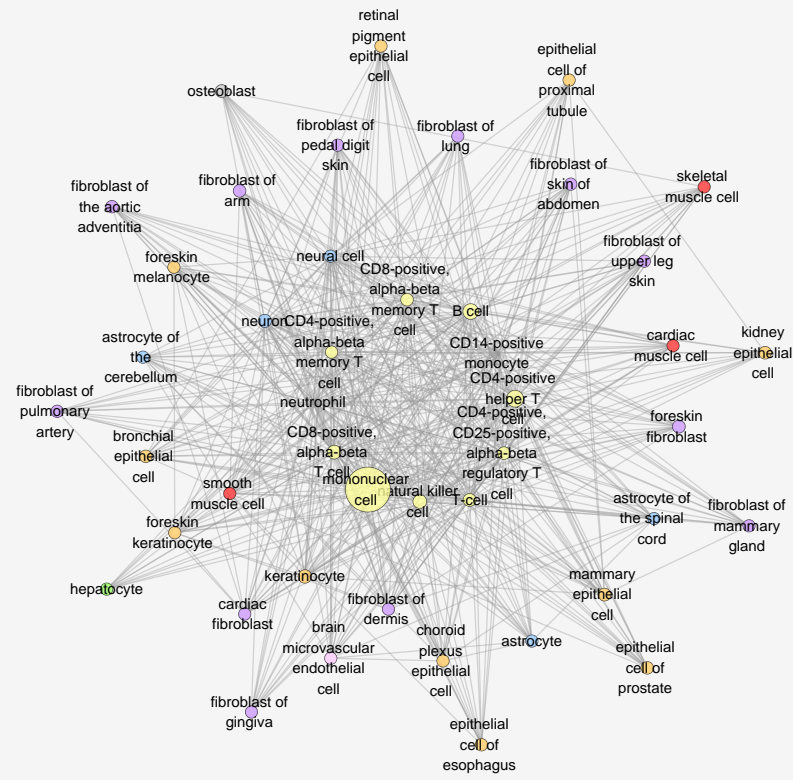 retinal
pigment
epithelial
cell
epithelial
cell of
proximal
tubule
osteoblast
fibroblast of
pedal digit
skin
fibroblast of
lung
fibroblast of
skin of
abdomen
skeletal
muscle cell
fibroblast of
the aortic
adventitia
fibroblast of
arm
foreskin
melanocyte
neural cell
fibroblast of
upper leg
skin
CD8-positive,
alpha-beta
memory T
cell
B cell
neuron
CD4-positive,
alpha-beta
memory T
cell
CD14-positive
monocyte
cardiac
muscle cell
kidney
epithelial
cell
astrocyte of
the
cerebellum
CD4-positive
helper T
cell
neutrophil
fibroblast of
pulmonary
artery
CD4-positive,
CD25-positive,
alpha-beta
regulatory T
cell
foreskin
fibroblast
bronchial
epithelial
cell
CD8-positive,
alpha-beta
T cell
mononuclear
cell
natural killer
cell
T-cell
smooth
muscle cell
foreskin
keratinocyte
astrocyte of
the spinal
cord
fibroblast of
mammary
gland
hepatocyte
keratinocyte
mammary
epithelial
cell
cardiac
fibroblast
fibroblast of
dermis
brain
microvascular
endothelial
cell
choroid
plexus
epithelial
cell
astrocyte
epithelial
cell of
prostate
fibroblast of
gingiva
epithelial
cell of
esophagus